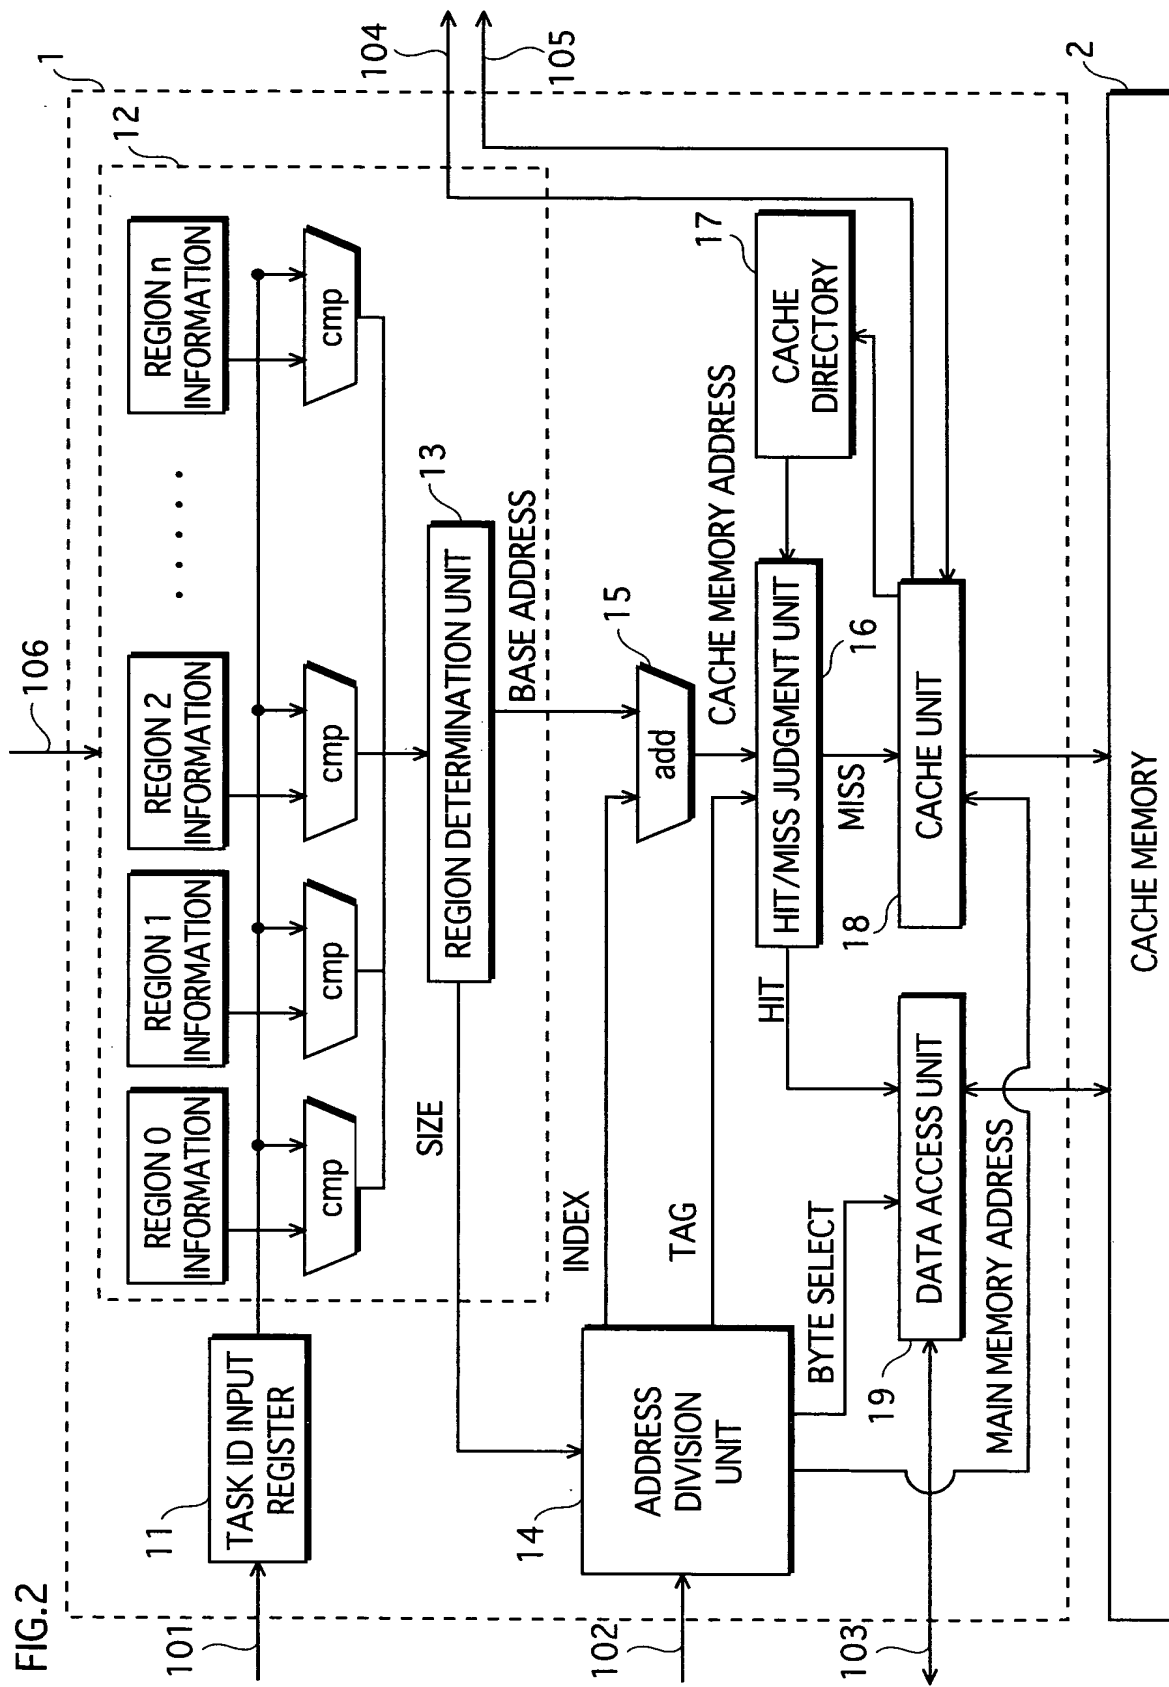 FIG.2
1
12
106
REGION 0
INFORMATION
REGION 1
INFORMATION
REGION 2
INFORMATION
. . . . .
REGION n
INFORMATION
cmp
cmp
cmp
cmp
104
105
11
101
TASK ID INPUT
REGISTER
13
REGION DETERMINATION UNIT
SIZE
BASE ADDRESS
INDEX
15
add
14
102
ADDRESS
DIVISION
UNIT
TAG
CACHE MEMORY ADDRESS
17
CACHE
DIRECTORY
HIT/MISS JUDGMENT UNIT
16
HIT
MISS
BYTE SELECT
19
103
DATA ACCESS UNIT
18
CACHE UNIT
MAIN MEMORY ADDRESS
2
CACHE MEMORY